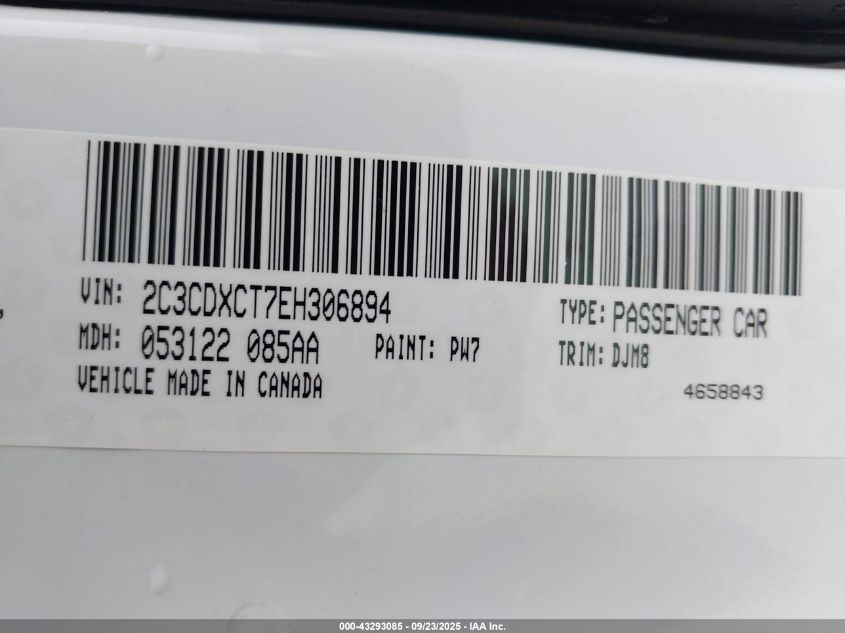 VIN: 2C3CDXCT7EH306894 TYPE: PASSENGER CAR
MDH: 053122 085AA PAINT: PW7 TRIM: DJM8
VEHICLE MADE IN CANADA 4658843
000-43293085 - 09/23/2025 - IAA Inc.